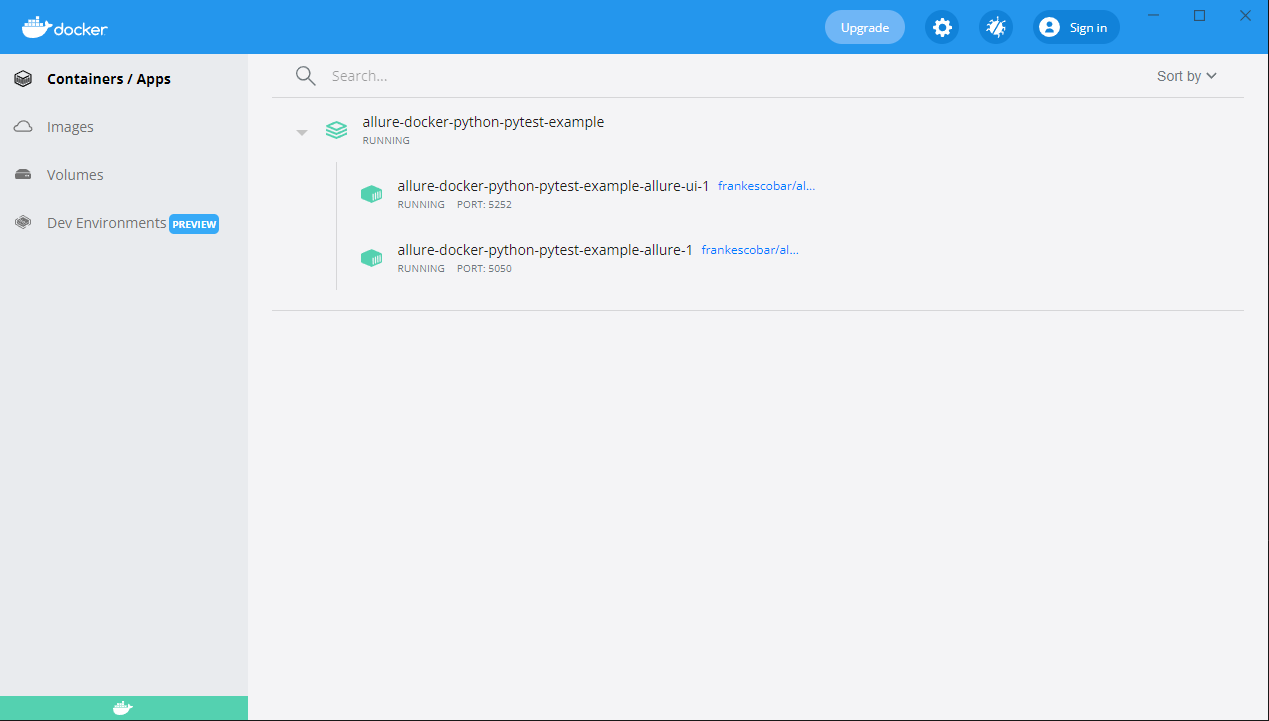 docker
Upgrade
Sign in
Containers / Apps
Images
Volumes
Dev Environments PREVIEW
Search...
Sort by
allure-docker-python-pytest-example
RUNNING
allure-docker-python-pytest-example-allure-ui-1 frankescobar/al...
RUNNING PORT: 5252
allure-docker-python-pytest-example-allure-1 frankescobar/al...
RUNNING PORT: 5050